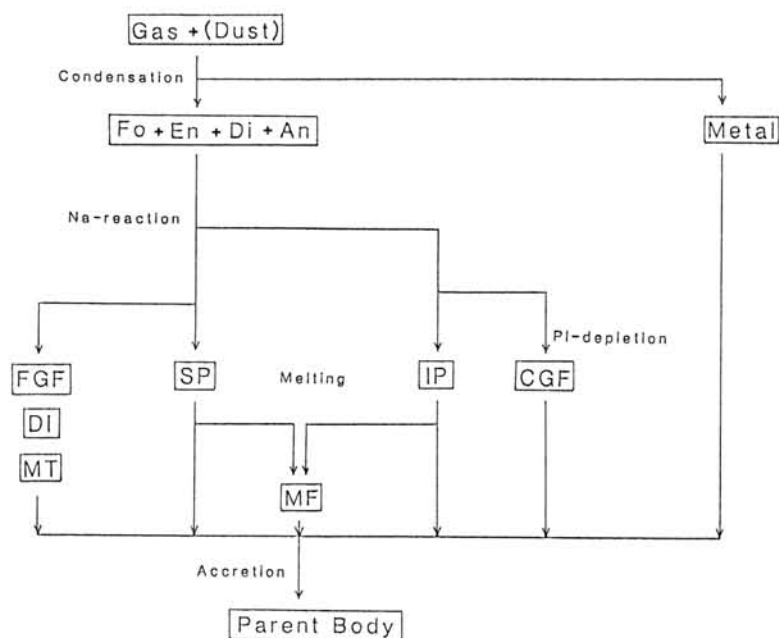 Gas + (Dust)
Condensation
Fo + En + Di + An
Metal
Na-reaction
Pl-depletion
FGF
SP
Melting
IP
CGF
DI
MT
MF
Accretion
Parent Body